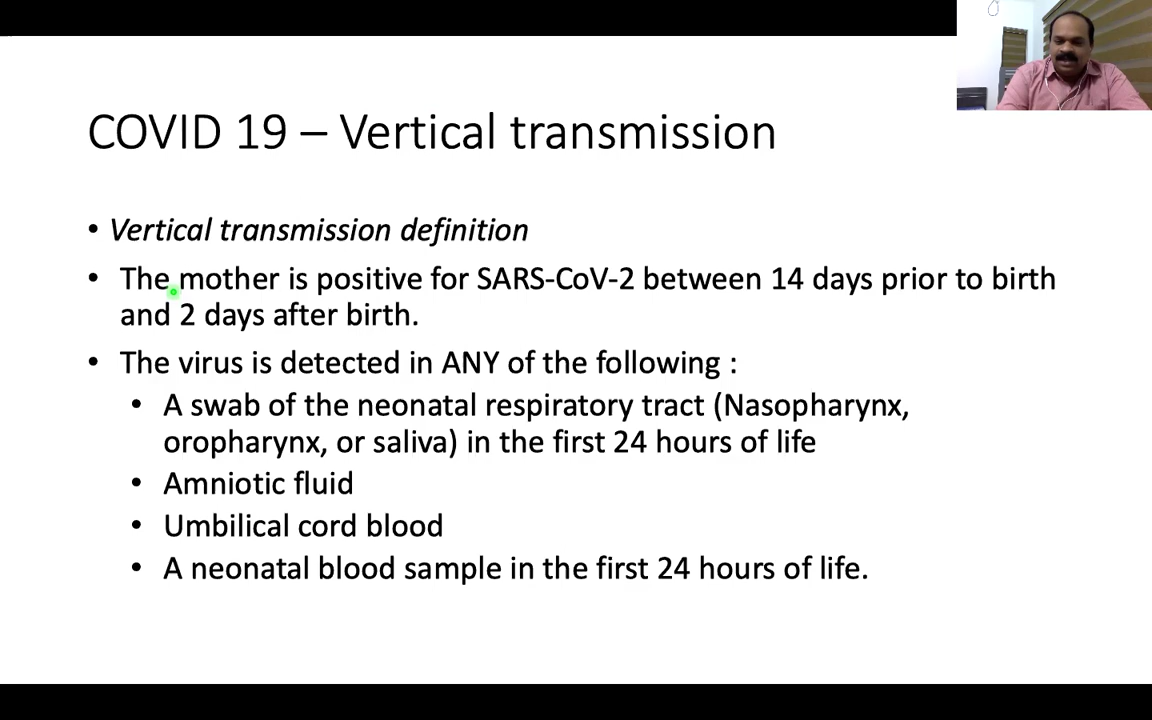 COVID 19 – Vertical transmission
• Vertical transmission definition
• The mother is positive for SARS-CoV-2 between 14 days prior to birth
and 2 days after birth.
• The virus is detected in ANY of the following :
• A swab of the neonatal respiratory tract (Nasopharynx,
oropharynx, or saliva) in the first 24 hours of life
• Amniotic fluid
• Umbilical cord blood
• A neonatal blood sample in the first 24 hours of life.